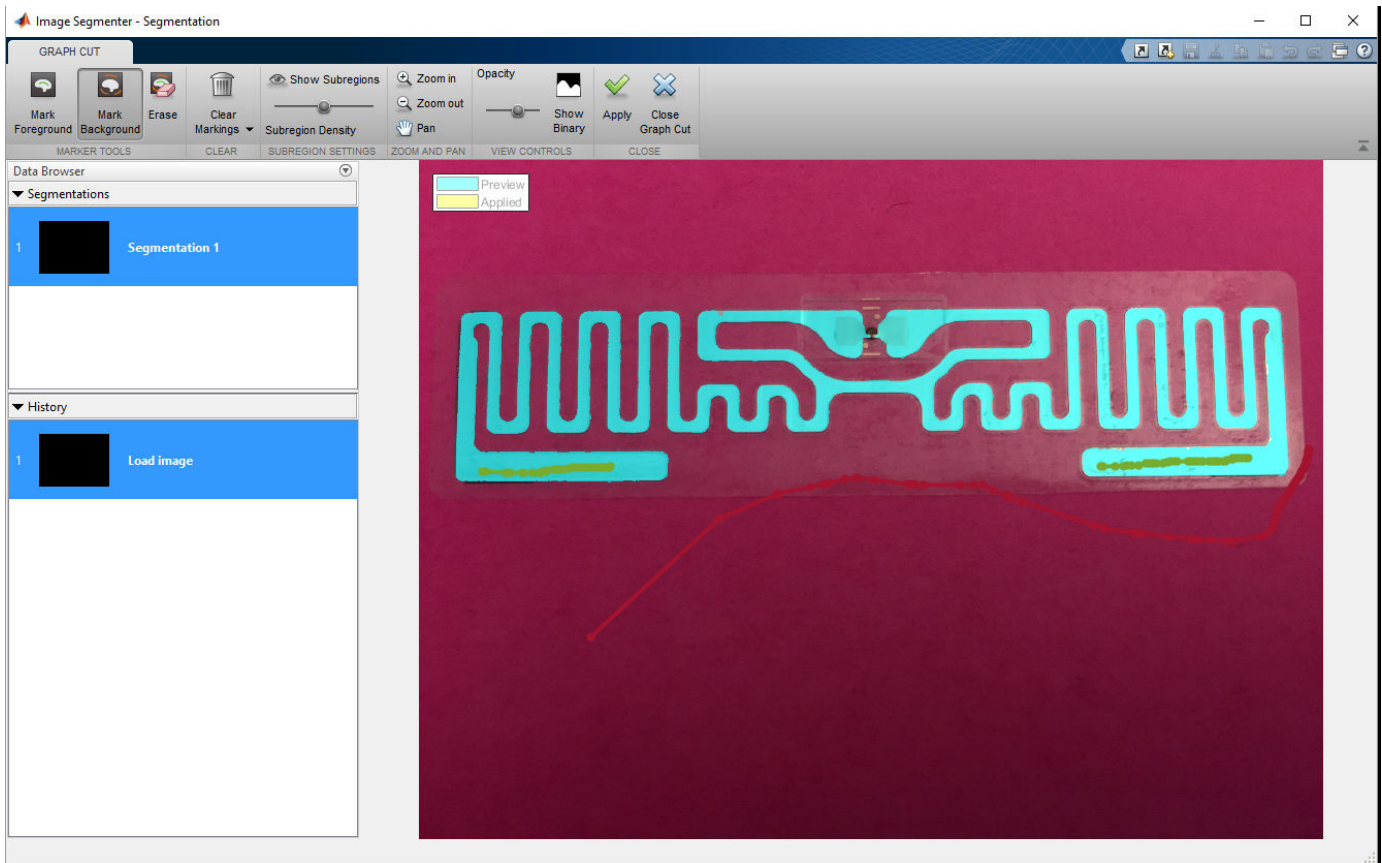 Image Segmenter - Segmentation
GRAPH CUT
Mark Foreground
Mark Background
Erase
Clear Markings
Show Subregions
Subregion Density
Zoom in
Zoom out
Pan
Opacity
Show Binary
Apply
Close Graph Cut
MARKER TOOLS
CLEAR
SUBREGION SETTINGS
ZOOM AND PAN
VIEW CONTROLS
CLOSE
Data Browser
Segmentations
1 Segmentation 1
History
1 Load image
Preview
Applied